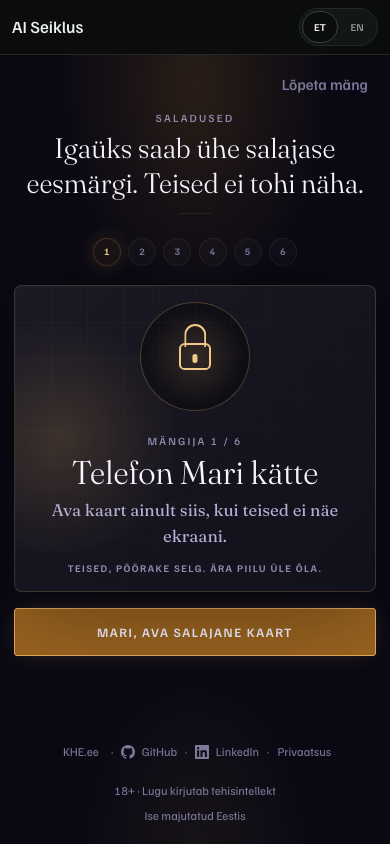 AI Seiklus
ET
EN
Lõpeta mäng
SALADUSED
Igaüks saab ühe salajase
eesmärgi. Teised ei tohi näha.
1 2 3 4 5 6
MÄNGIJA 1 / 6
Telefon Mari kätte
Ava kaart ainult siis, kui teised ei näe
ekraani.
TEISED, PÖÖRAKE SELG. ÄRA PIILU ÜLE ÕLA.
MARI, AVA SALAJANE KAART
KHE.ee · GitHub · LinkedIn · Privaatsus
18+ · Lugu kirjutab tehisintellekt
Ise majutatud Eestis